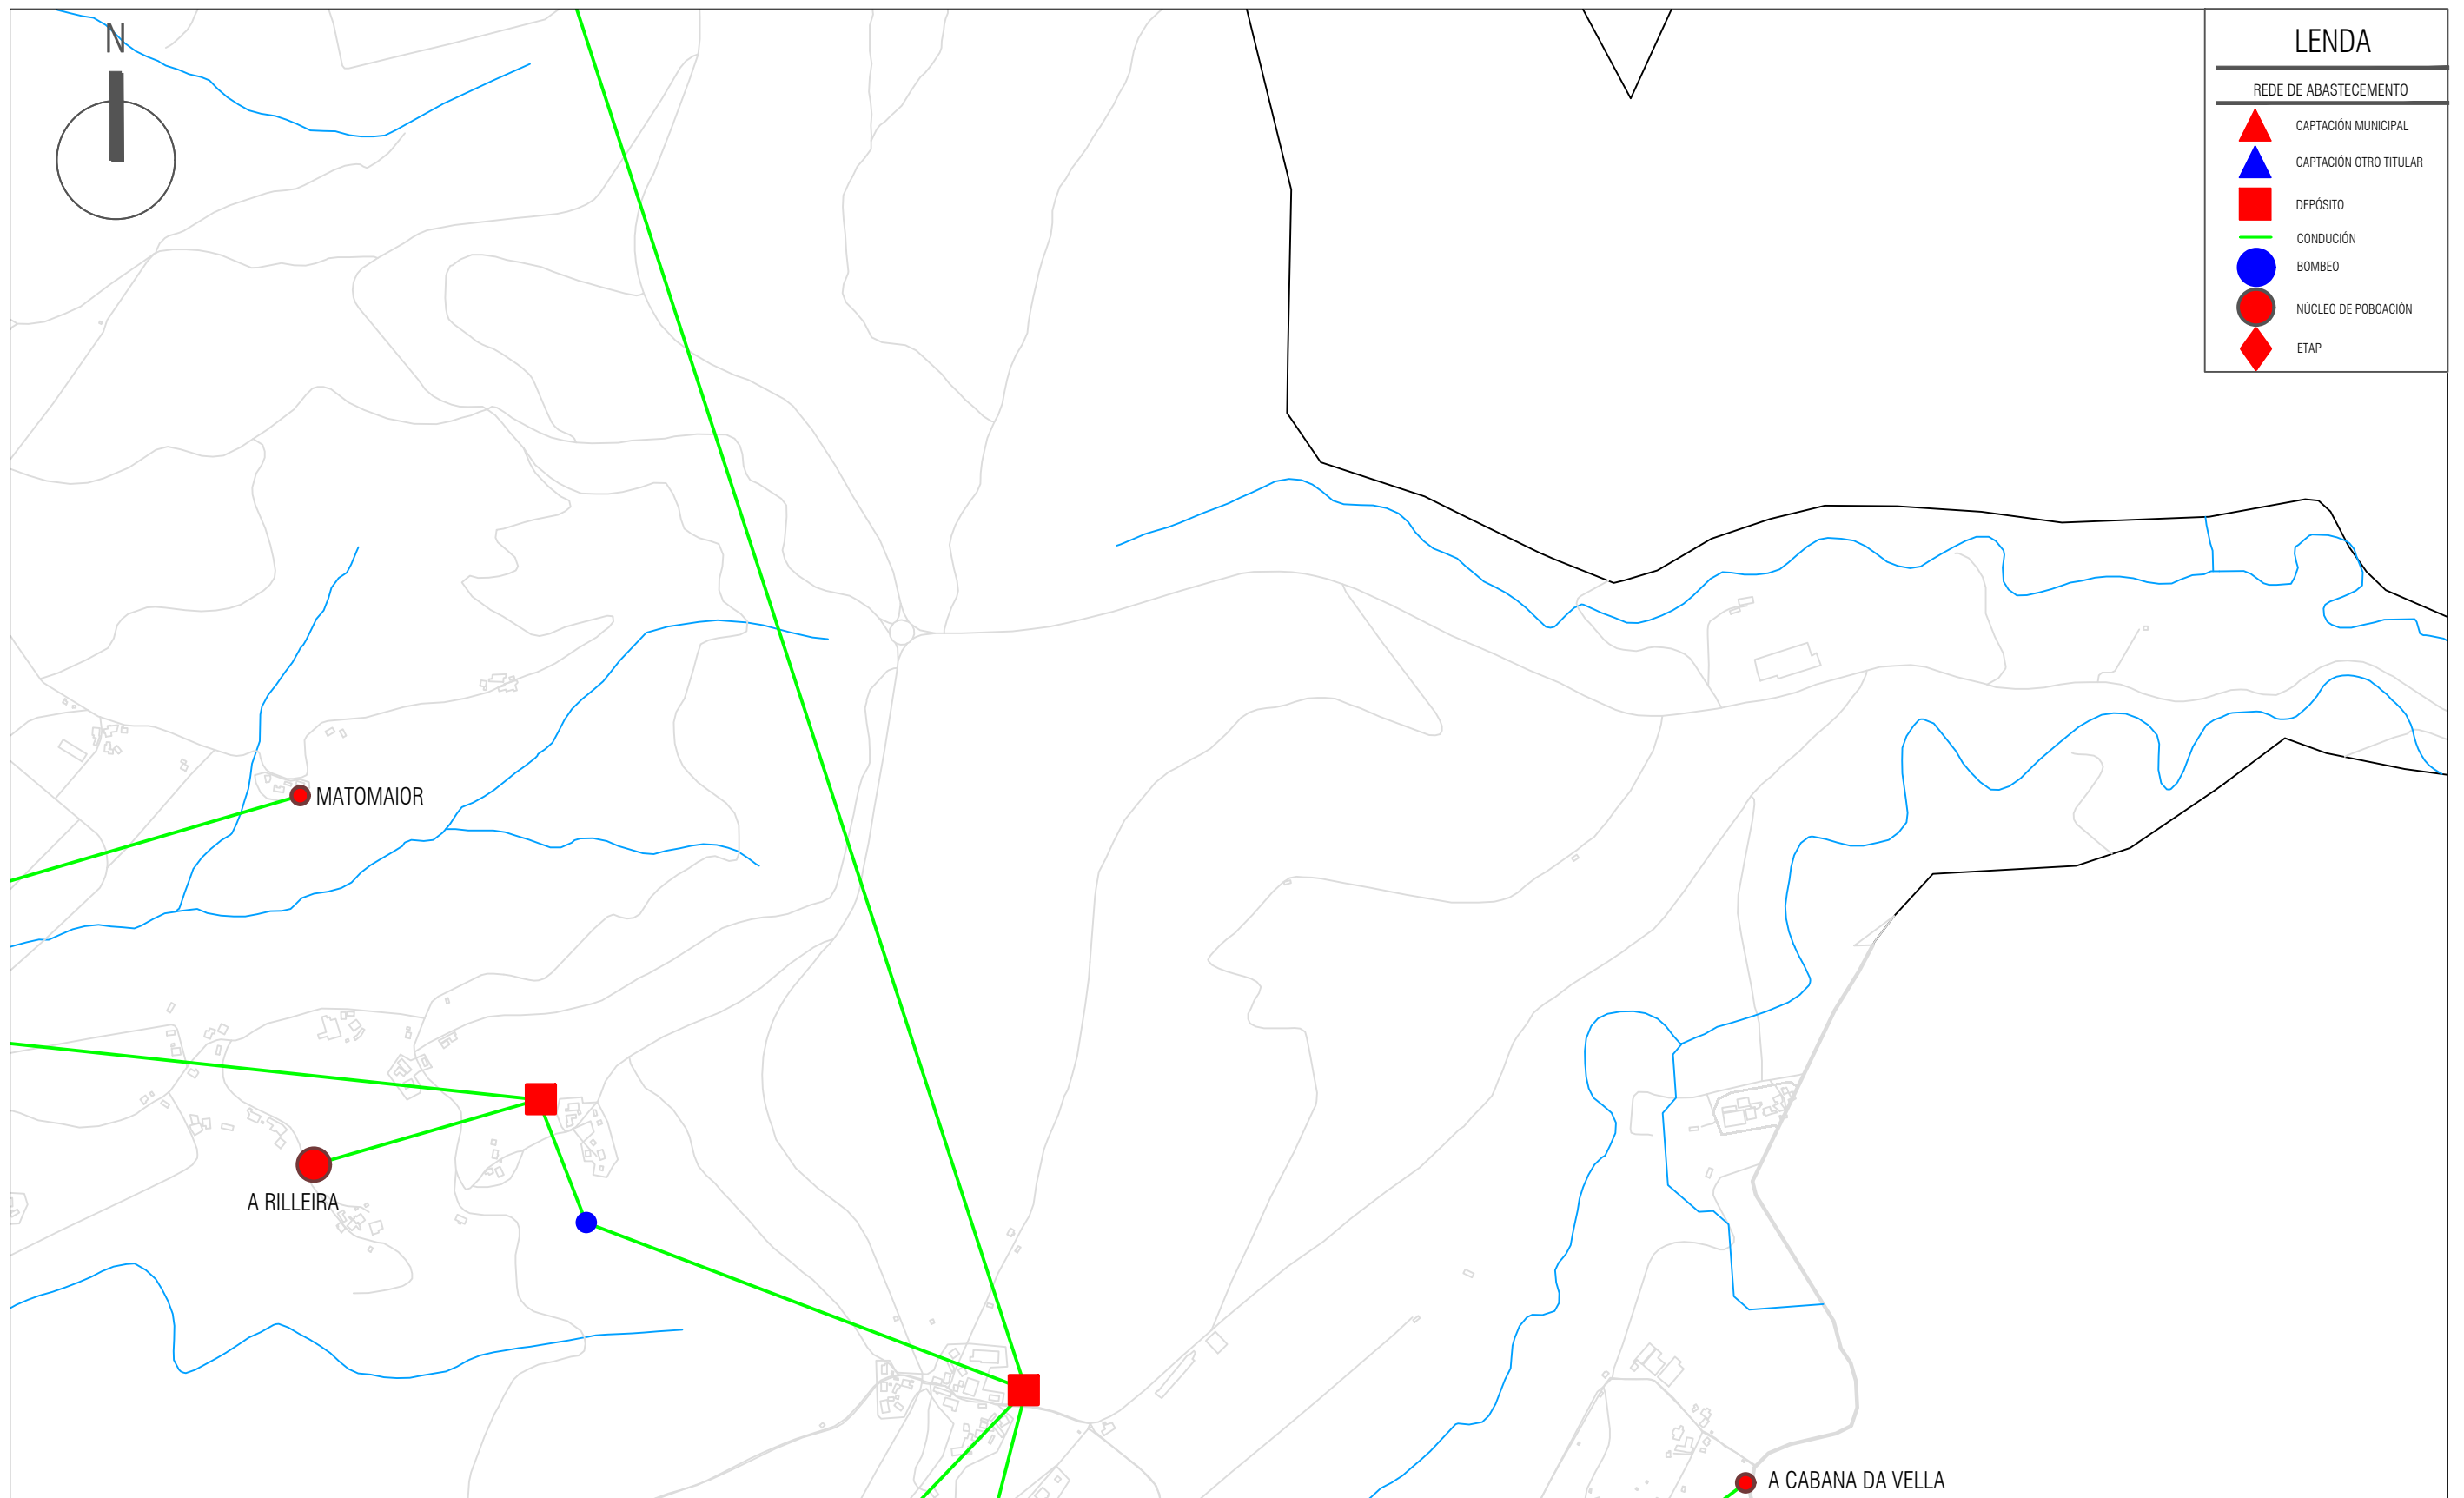 N
LENDA
REDE DE ABASTECEMENTO
CAPTACIÓN MUNICIPAL
CAPTACIÓN OTRO TITULAR
DEPÓSITO
CONDUCIÓN
BOMBEO
NÚCLEO DE POBOACIÓN
ETAP
MATOMAIOR
A RILLEIRA
A CABANA DA VELLA